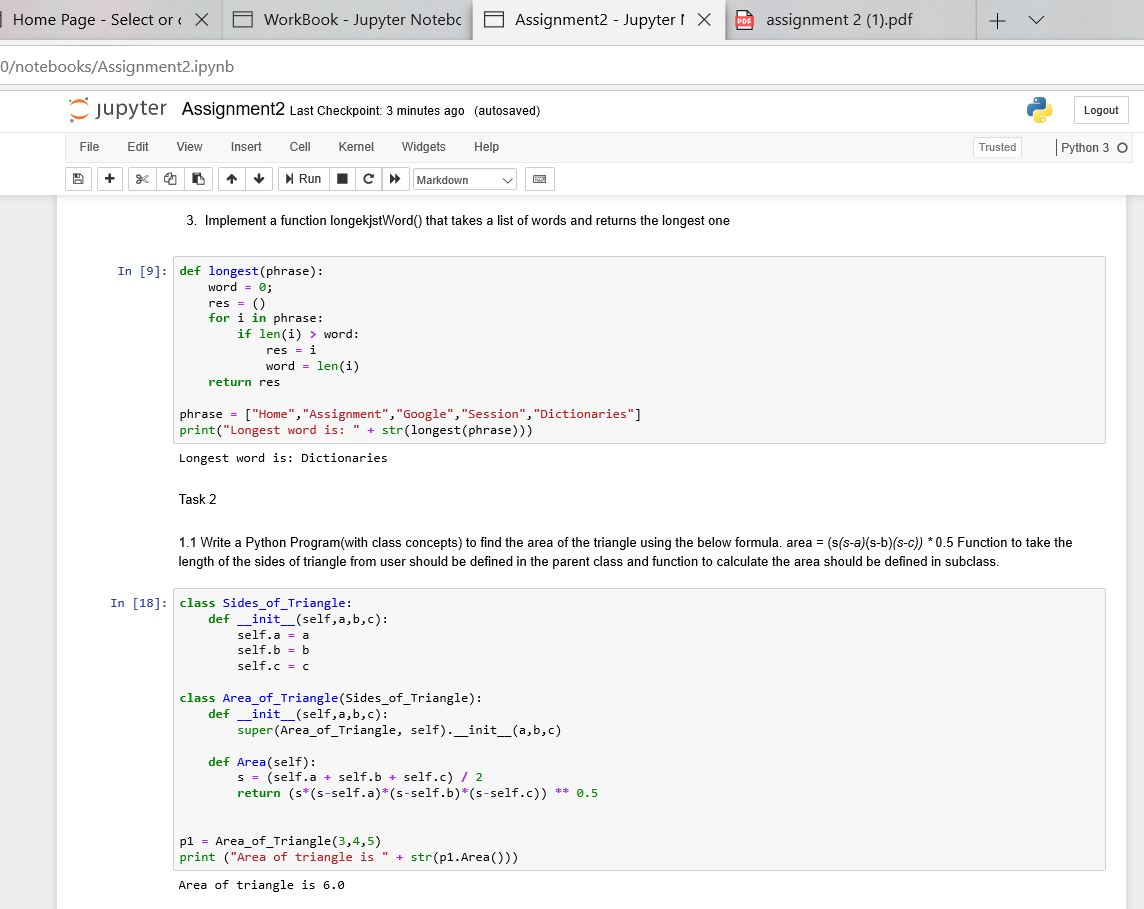 Home Page - Select or c
WorkBook - Jupyter Notebo
Assignment2 - Jupyter N
PDF
assignment 2 (1).pdf
0/notebooks/Assignment2.ipynb
jupyter Assignment2 Last Checkpoint: 3 minutes ago (autosaved)
Logout
File Edit View Insert Cell Kernel Widgets Help
Trusted
Python 3
Run
Markdown
3. Implement a function longekjstWord() that takes a list of words and returns the longest one
In [9]: def longest(phrase):
    word = 0;
    res = ()
    for i in phrase:
        if len(i) > word:
            res = i
            word = len(i)
    return res
phrase = ["Home","Assignment","Google","Session","Dictionaries"]
print("Longest word is: " + str(longest(phrase)))
Longest word is: Dictionaries
Task 2
1.1 Write a Python Program(with class concepts) to find the area of the triangle using the below formula. area = (s(s-a)(s-b)(s-c)) * 0.5 Function to take the
length of the sides of triangle from user should be defined in the parent class and function to calculate the area should be defined in subclass.
In [18]: class Sides_of_Triangle:
    def __init__(self,a,b,c):
        self.a = a
        self.b = b
        self.c = c
class Area_of_Triangle(Sides_of_Triangle):
    def __init__(self,a,b,c):
        super(Area_of_Triangle, self).__init__(a,b,c)
    def Area(self):
        s = (self.a + self.b + self.c) / 2
        return (s*(s-self.a)*(s-self.b)*(s-self.c)) ** 0.5
p1 = Area_of_Triangle(3,4,5)
print ("Area of triangle is " + str(p1.Area()))
Area of triangle is 6.0